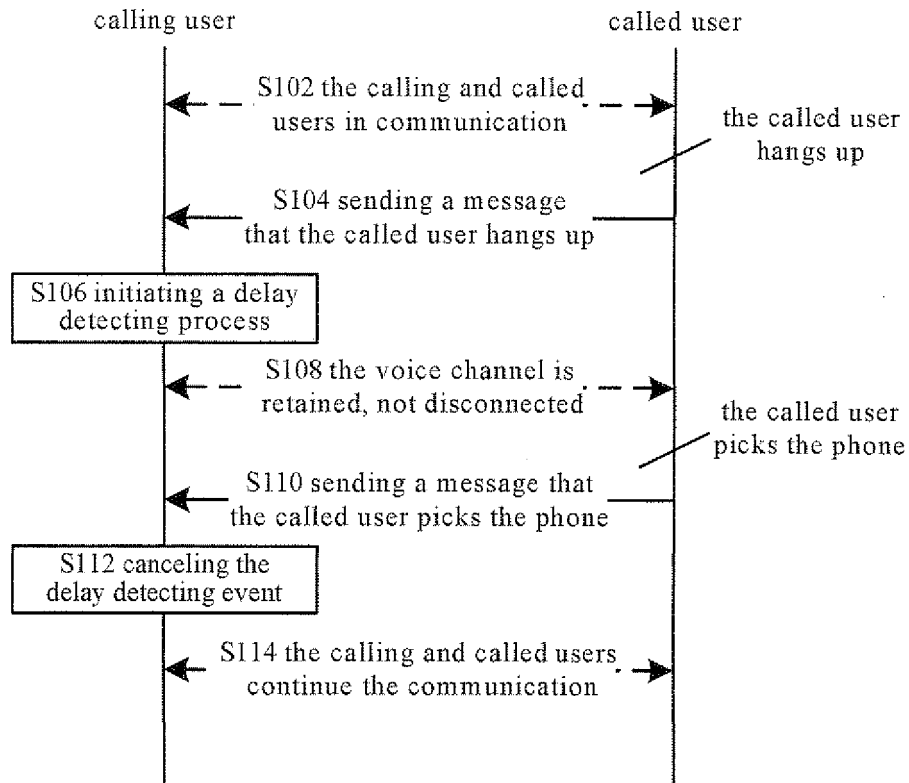 calling user
called user
S102 the calling and called
users in communication
the called user
hangs up
S104 sending a message
that the called user hangs up
S106 initiating a delay
detecting process
S108 the voice channel is
retained, not disconnected
the called user
picks the phone
S110 sending a message that
the called user picks the phone
S112 canceling the
delay detecting event
S114 the calling and called users
continue the communication